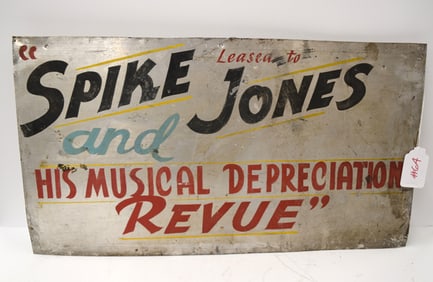 Leased to
"SPIKE JONES
and
HIS MUSICAL DEPRECIATION
REVUE"
#64